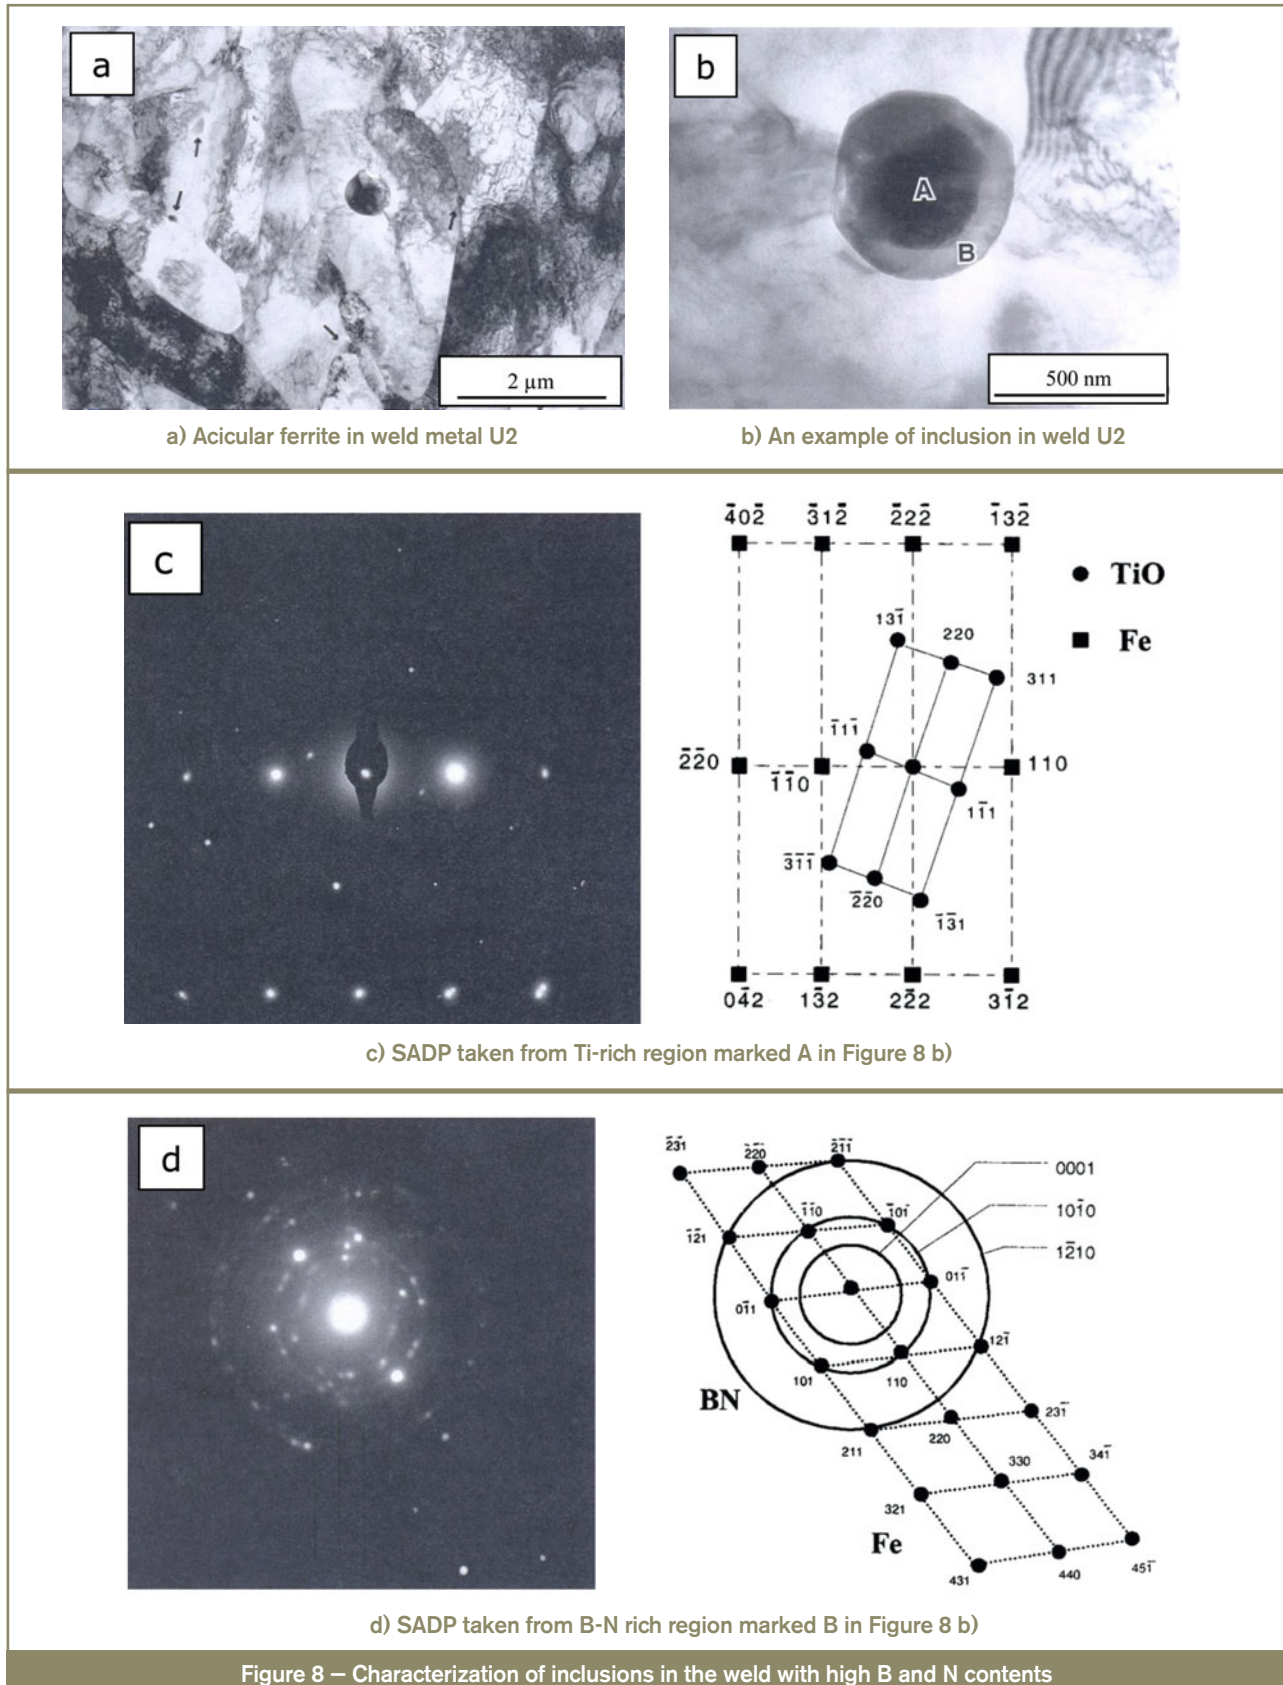 a
b
A
B
2 µm
500 nm
a) Acicular ferrite in weld metal U2
b) An example of inclusion in weld U2
c
4̄02̄ 3̄12̄ 2̄22̄ 1̄32̄
TiO
Fe
131̄
220
311
1̄11̄
2̄2̄0
1̄1̄0
110
11̄1
3̄1̄1̄
2̄2̄0
1̄3̄1
04̄2 13̄2 22̄2 31̄2
c) SADP taken from Ti-rich region marked A in Figure 8 b)
d
2̄3̄1 2̄2̄0 2̄1̄1̄
0001
101̄0
12̄10
1̄2̄1
1̄1̄0
1̄01̄
01̄1
011̄
101
110
121̄
BN
211
220
231̄
321
330
341̄
Fe
431
440
451̄
d) SADP taken from B-N rich region marked B in Figure 8 b)
Figure 8 – Characterization of inclusions in the weld with high B and N contents